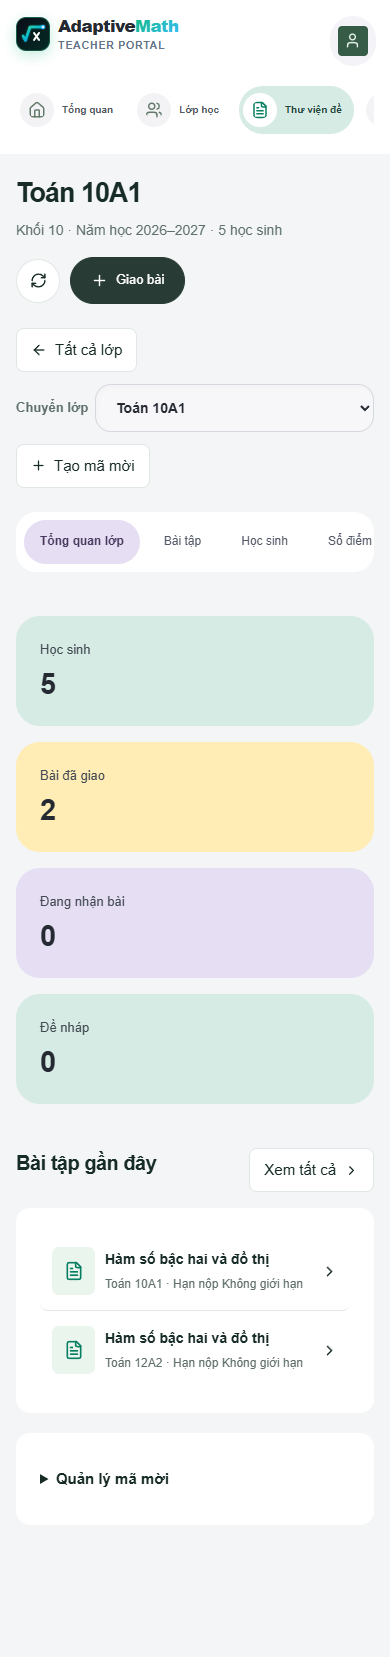 AdaptiveMath
TEACHER PORTAL
Tổng quan
Lớp học
Thư viện đề
Toán 10A1
Khối 10 · Năm học 2026–2027 · 5 học sinh
Giao bài
Tất cả lớp
Chuyển lớp
Toán 10A1
Tạo mã mời
Tổng quan lớp
Bài tập
Học sinh
Sổ điểm
Học sinh
5
Bài đã giao
2
Đang nhận bài
0
Đề nháp
0
Bài tập gần đây
Xem tất cả
Hàm số bậc hai và đồ thị
Toán 10A1 · Hạn nộp Không giới hạn
Hàm số bậc hai và đồ thị
Toán 12A2 · Hạn nộp Không giới hạn
Quản lý mã mời